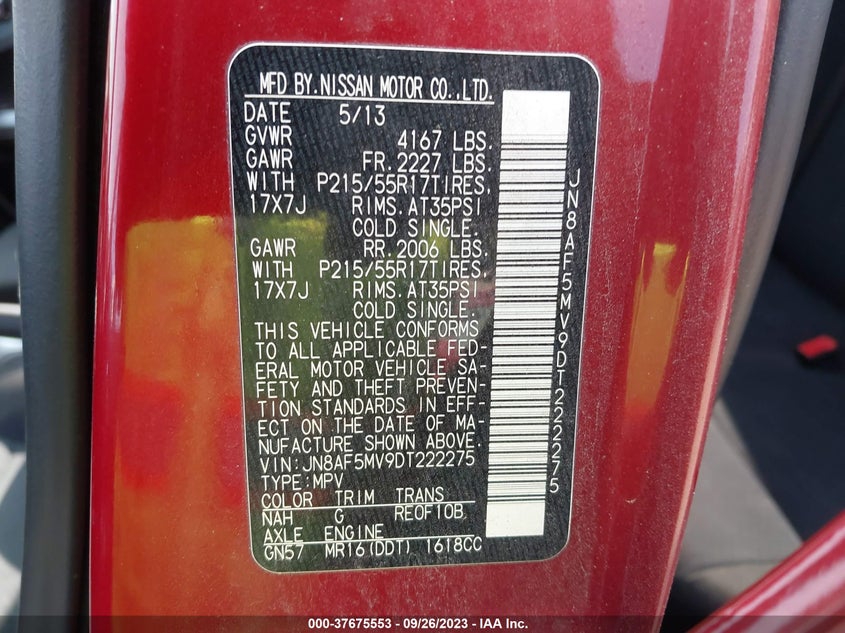 MFD BY.NISSAN MOTOR CO.,LTD.
DATE 5/13
GVWR 4167 LBS.
GAWR FR.2227 LBS.
WITH P215/55R17TIRES.
17X7J RIMS.AT35PSI
COLD SINGLE.
GAWR RR.2006 LBS.
WITH P215/55R17TIRES.
17X7J RIMS.AT35PSI
COLD SINGLE.
THIS VEHICLE CONFORMS
TO ALL APPLICABLE FED-
ERAL MOTOR VEHICLE SA-
FETY AND THEFT PREVEN-
TION STANDARDS IN EFF-
ECT ON THE DATE OF MA-
NUFACTURE SHOWN ABOVE.
VIN:JN8AF5MV9DT222275
TYPE:MPV
COLOR TRIM TRANS
NAH G RE0F10B
AXLE ENGINE
GN57 MR16(DDT) 1618CC
JN8AF5MV9DT222275
000-37675553 - 09/26/2023 - IAA Inc.